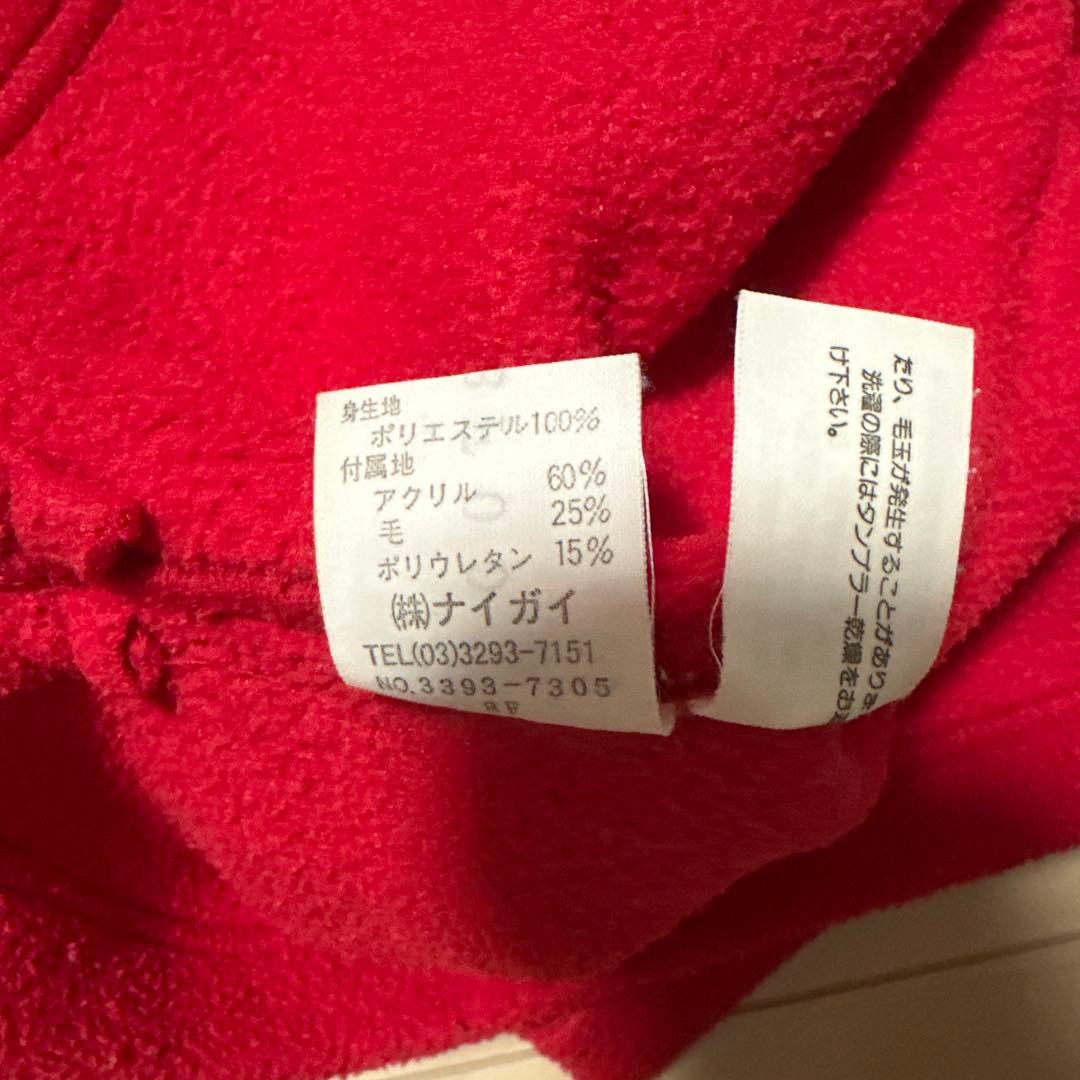 身生地
ポリエステル100%
付属地
アクリル 60%
毛 25%
ポリウレタン 15%
㈱ナイガイ
TEL(03)3293-7151
NO.3393-7305
たり、毛玉が発生することがあり
洗濯の際にはタンブラー乾燥をお
け下さい。